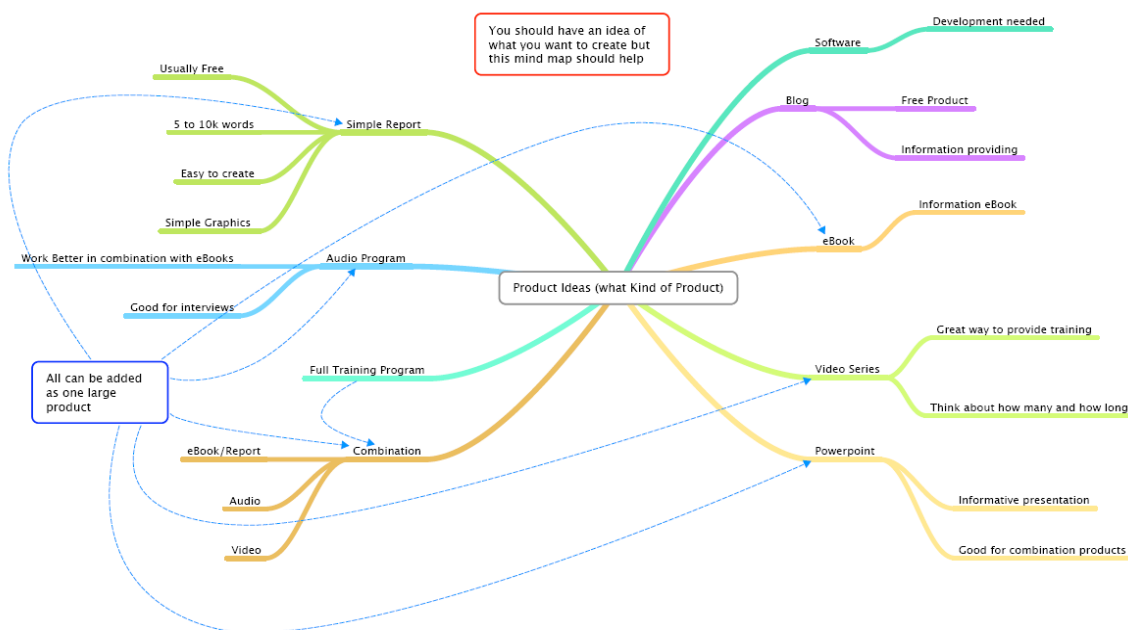 You should have an idea of
what you want to create but
this mind map should help
Development needed
Software
Usually Free
Blog
Free Product
5 to 10k words
Simple Report
Information providing
Easy to create
Information eBook
Simple Graphics
eBook
Work Better in combination with eBooks
Audio Program
Product Ideas (what Kind of Product)
Good for interviews
Great way to provide training
Full Training Program
Video Series
All can be added
as one large
product
Think about how many and how long
eBook/Report
Combination
Powerpoint
Audio
Informative presentation
Video
Good for combination products